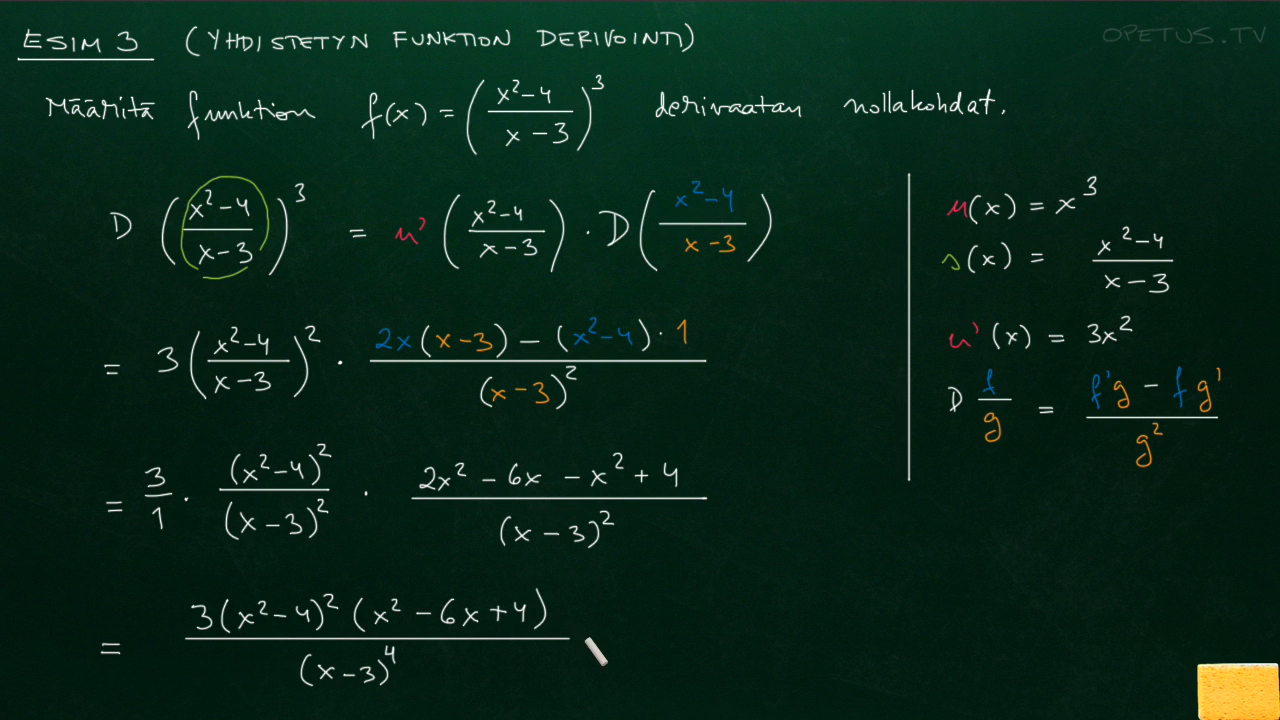 ESIM 3 (YHDISTETYN FUNKTION DERIVOINTI)
OPETUS.TV
Määritä funktion f(x) = ((x²-4)/(x-3))³ derivaatan nollakohdat.
D ((x²-4)/(x-3))³ = u' ((x²-4)/(x-3)) · D((x²-4)/(x-3))
= 3((x²-4)/(x-3))² · (2x(x-3) - (x²-4)·1)/(x-3)²
= 3/1 · (x²-4)²/(x-3)² · (2x² - 6x - x² + 4)/(x-3)²
= 3(x²-4)²(x² - 6x + 4)/(x-3)⁴
u(x) = x³
s(x) = (x²-4)/(x-3)
u'(x) = 3x²
D f/g = (f'g - fg')/g²